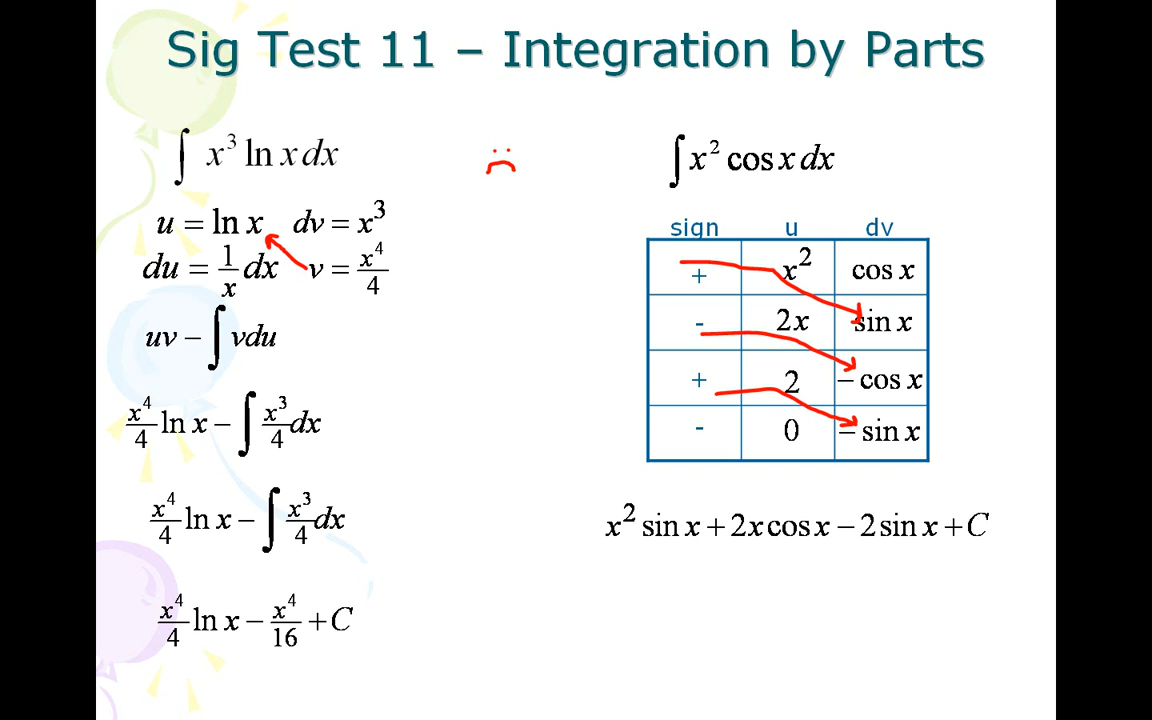 Sig Test 11 – Integration by Parts
∫ x³ ln x dx
u = ln x dv = x³
du = 1/x dx v = x⁴/4
uv − ∫ vdu
x⁴/4 ln x − ∫ x³/4 dx
x⁴/4 ln x − ∫ x³/4 dx
x⁴/4 ln x − x⁴/16 + C
∫ x² cos x dx
sign u dv
+ x² cos x
- 2x sin x
+ 2 − cos x
- 0 − sin x
x² sin x + 2x cos x − 2 sin x + C